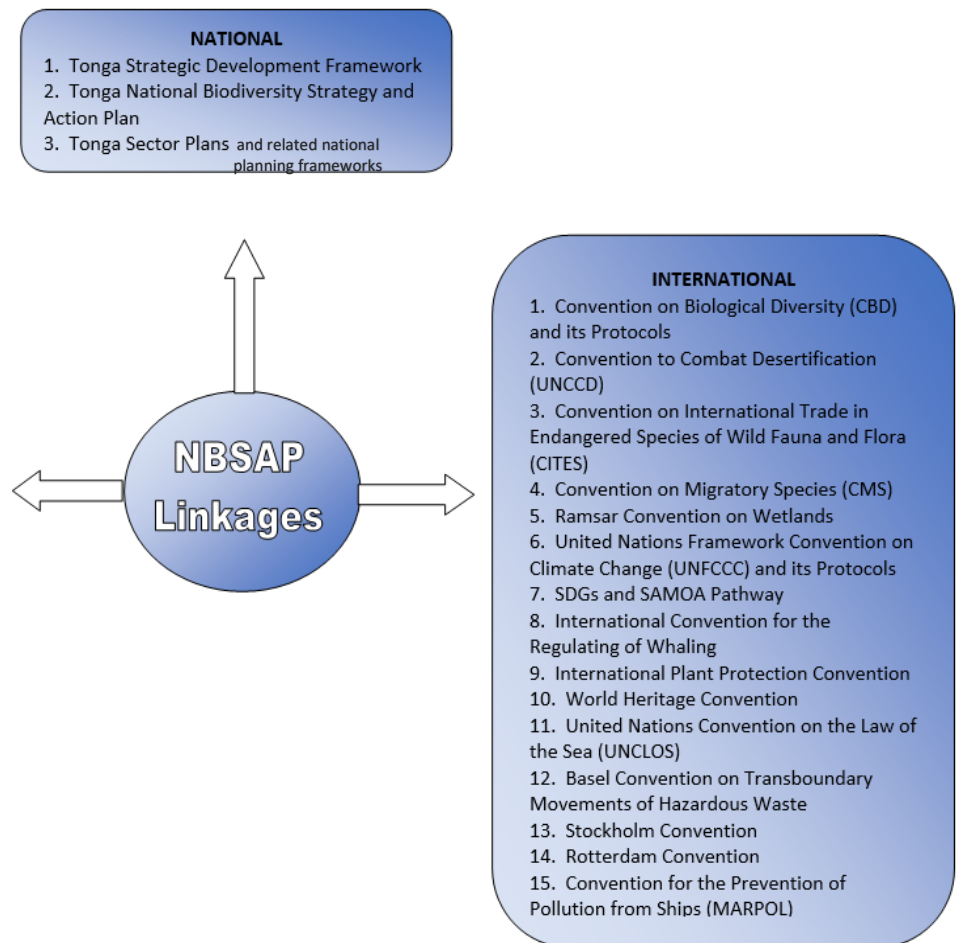 NATIONAL
1. Tonga Strategic Development Framework
2. Tonga National Biodiversity Strategy and
Action Plan
3. Tonga Sector Plans and related national
planning frameworks
NBSAP
Linkages
INTERNATIONAL
1. Convention on Biological Diversity (CBD)
and its Protocols
2. Convention to Combat Desertification
(UNCCD)
3. Convention on International Trade in
Endangered Species of Wild Fauna and Flora
(CITES)
4. Convention on Migratory Species (CMS)
5. Ramsar Convention on Wetlands
6. United Nations Framework Convention on
Climate Change (UNFCCC) and its Protocols
7. SDGs and SAMOA Pathway
8. International Convention for the
Regulating of Whaling
9. International Plant Protection Convention
10. World Heritage Convention
11. United Nations Convention on the Law of
the Sea (UNCLOS)
12. Basel Convention on Transboundary
Movements of Hazardous Waste
13. Stockholm Convention
14. Rotterdam Convention
15. Convention for the Prevention of
Pollution from Ships (MARPOL)